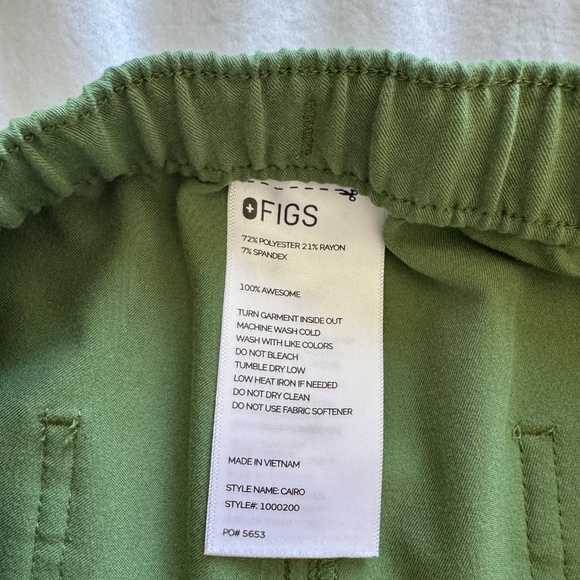 FIGS
72% POLYESTER 21% RAYON
7% SPANDEX
100% AWESOME
TURN GARMENT INSIDE OUT
MACHINE WASH COLD
WASH WITH LIKE COLORS
DO NOT BLEACH
TUMBLE DRY LOW
LOW HEAT IRON IF NEEDED
DO NOT DRY CLEAN
DO NOT USE FABRIC SOFTENER
MADE IN VIETNAM
STYLE NAME: CAIRO
STYLE#: 1000200
PO# 5653